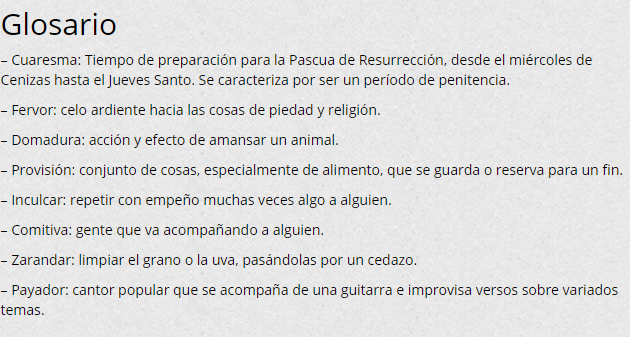 Glosario
– Cuaresma: Tiempo de preparación para la Pascua de Resurrección, desde el miércoles de
Cenizas hasta el Jueves Santo. Se caracteriza por ser un período de penitencia.
– Fervor: celo ardiente hacia las cosas de piedad y religión.
– Domadura: acción y efecto de amansar un animal.
– Provisión: conjunto de cosas, especialmente de alimento, que se guarda o reserva para un fin.
– Inculcar: repetir con empeño muchas veces algo a alguien.
– Comitiva: gente que va acompañando a alguien.
– Zarandar: limpiar el grano o la uva, pasándolas por un cedazo.
– Payador: cantor popular que se acompaña de una guitarra e improvisa versos sobre variados
temas.